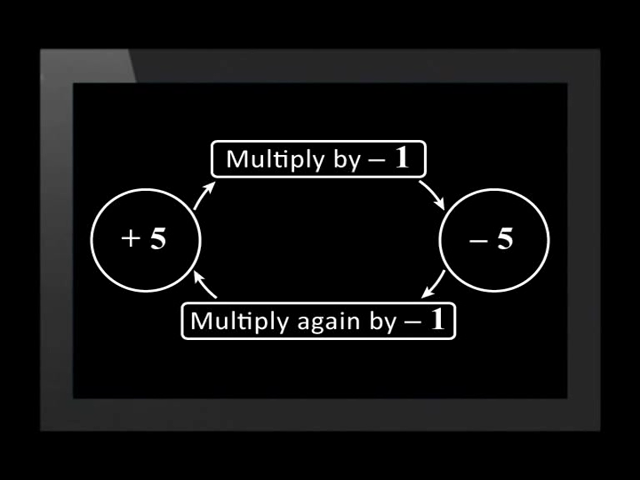 Multiply by – 1
+ 5
– 5
Multiply again by – 1